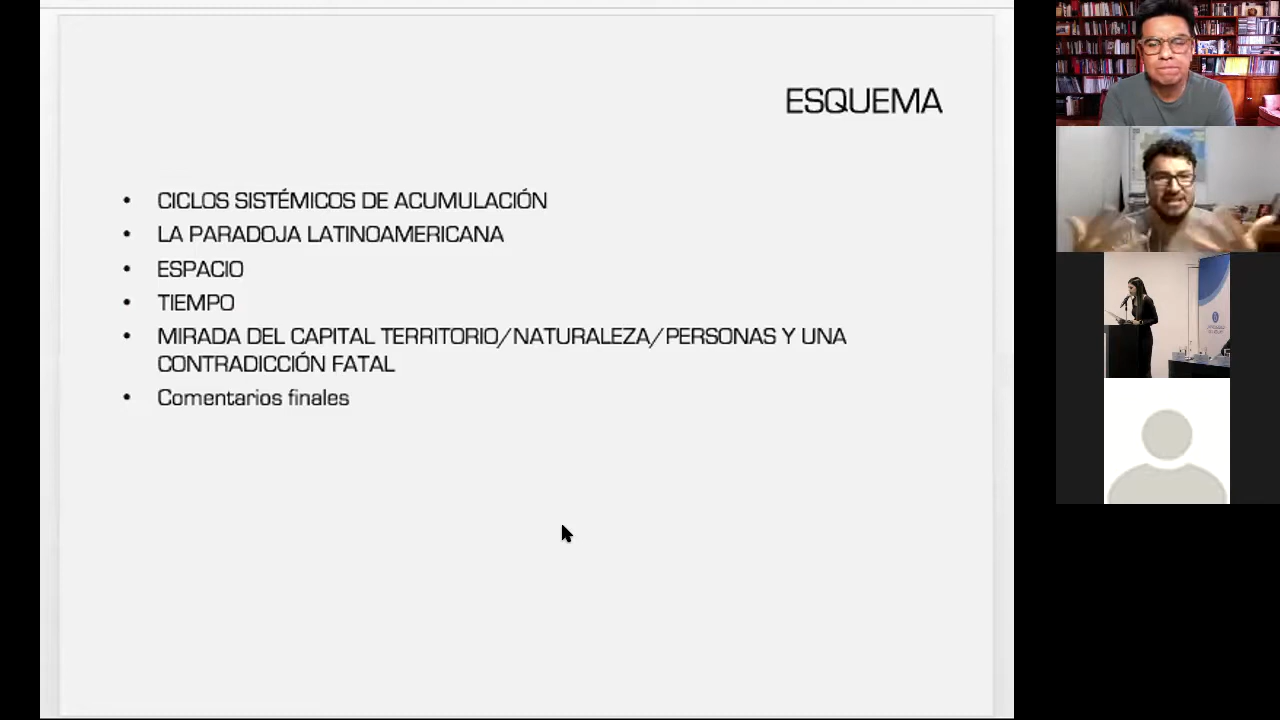 ESQUEMA
• CICLOS SISTÉMICOS DE ACUMULACIÓN
• LA PARADOJA LATINOAMERICANA
• ESPACIO
• TIEMPO
• MIRADA DEL CAPITAL TERRITORIO/NATURALEZA/PERSONAS Y UNA
CONTRADICCIÓN FATAL
• Comentarios finales